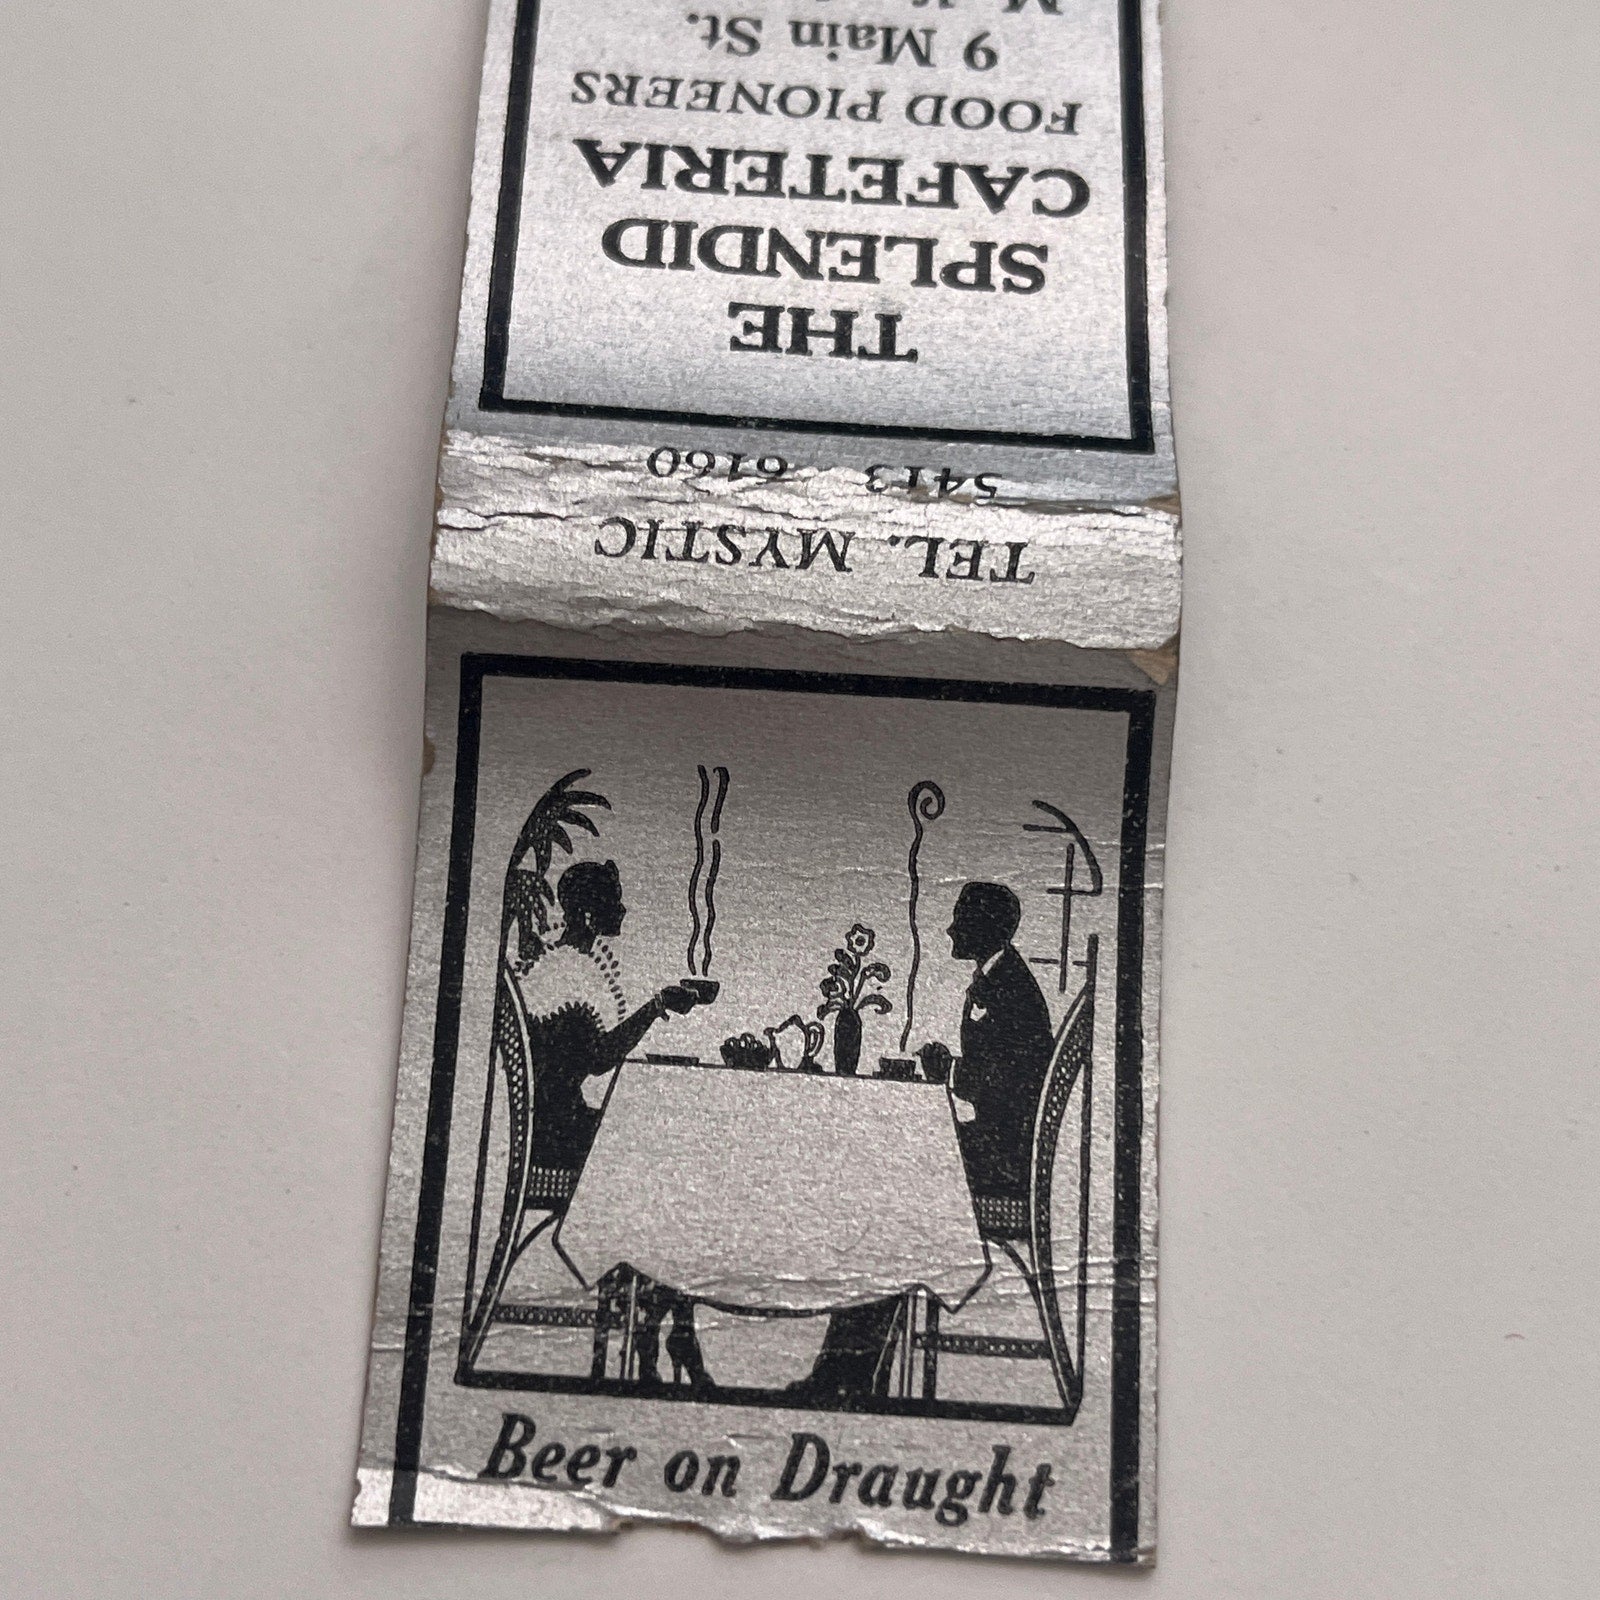 THE
SPLENDID
CAFETERIA
FOOD PIONEERS
9 Main St.
TEL. MYSTIC
5413 6160
Beer on Draught